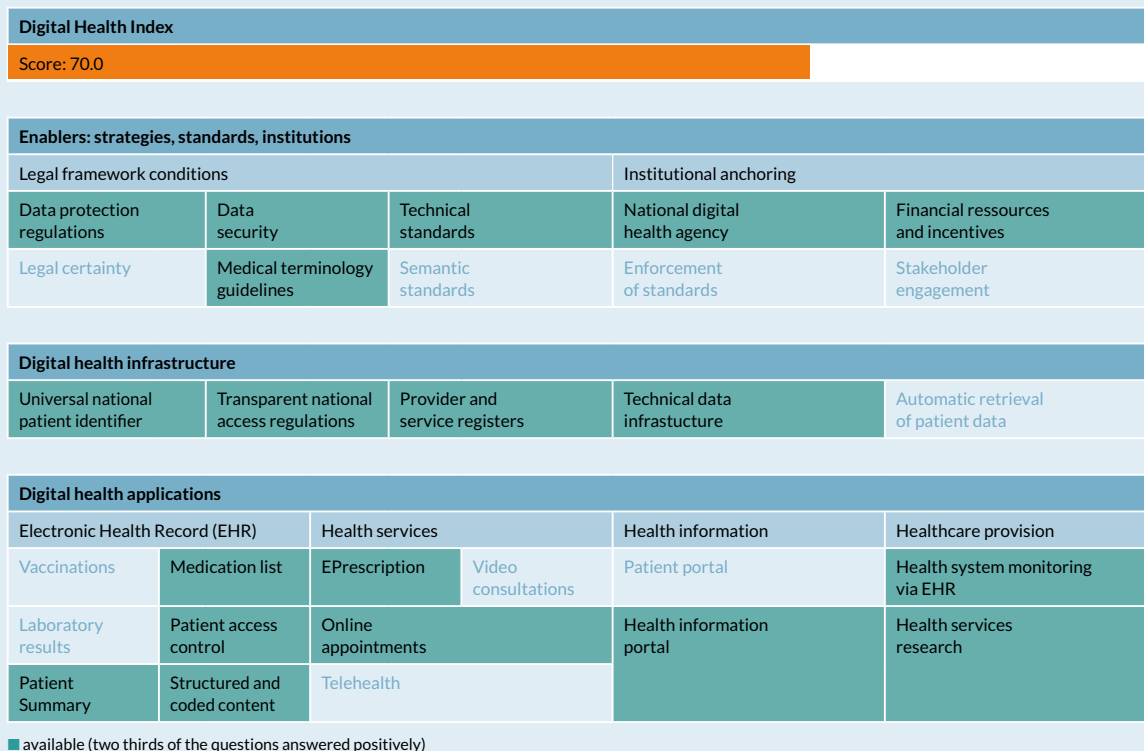 Digital Health Index
Score: 70.0
Enablers: strategies, standards, institutions
Legal framework conditions
Institutional anchoring
Data protection
regulations
Data
security
Technical
standards
National digital
health agency
Financial ressources
and incentives
Legal certainty
Medical terminology
guidelines
Semantic
standards
Enforcement
of standards
Stakeholder
engagement
Digital health infrastructure
Universal national
patient identifier
Transparent national
access regulations
Provider and
service registers
Technical data
infrastucture
Automatic retrieval
of patient data
Digital health applications
Electronic Health Record (EHR)
Health services
Health information
Healthcare provision
Vaccinations
Medication list
EPrescription
Video
consultations
Patient portal
Health system monitoring
via EHR
Laboratory
results
Patient access
control
Online
appointments
Health information
portal
Health services
research
Patient
Summary
Structured and
coded content
Telehealth
available (two thirds of the questions answered positively)